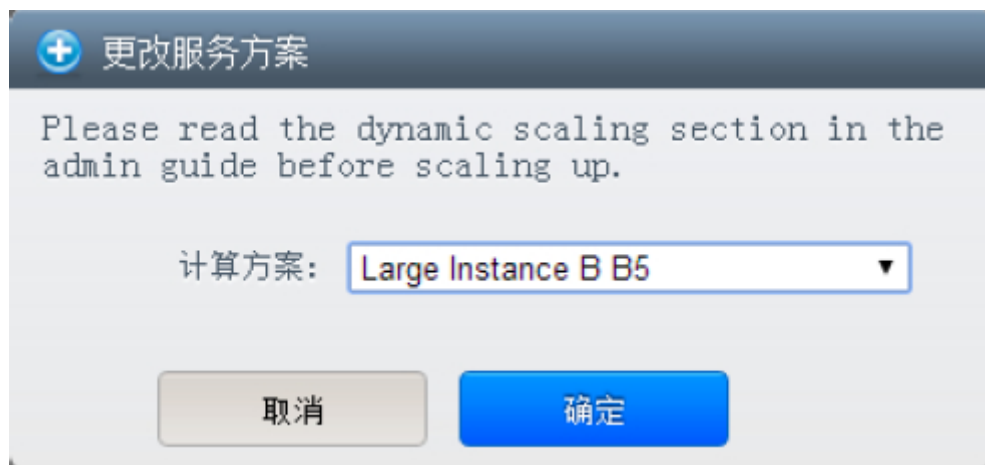 更改服务方案
Please read the dynamic scaling section in the
admin guide before scaling up.
计算方案： Large Instance B B5
取消 确定